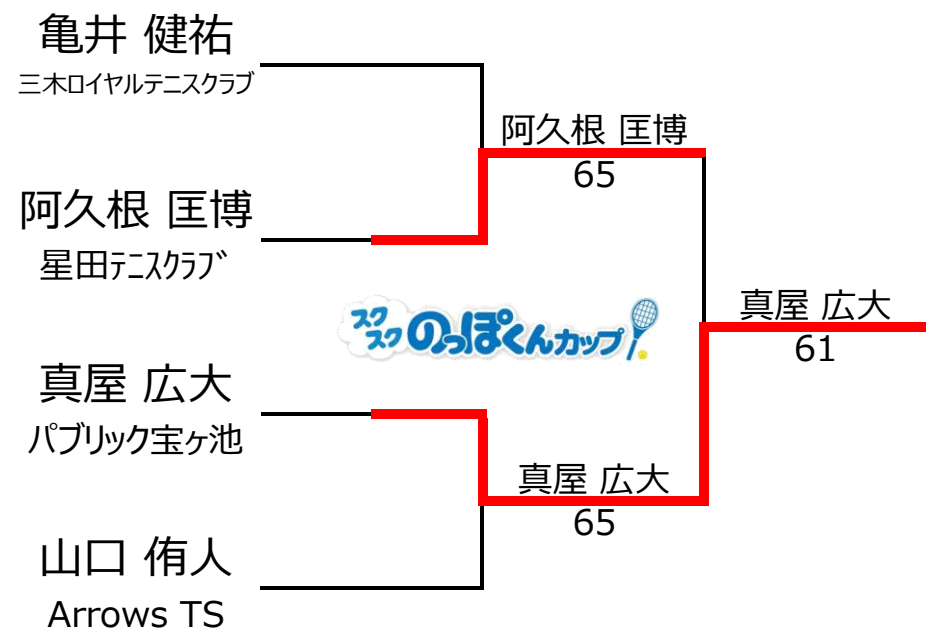 亀井 健祐
三木ロイヤルテニスクラブ
阿久根 匡博
65
阿久根 匡博
星田ﾃﾆｽｸﾗﾌﾞ
スク
スク のっぽくんカップ!
真屋 広大
61
真屋 広大
パブリック宝ヶ池
真屋 広大
65
山口 侑人
Arrows TS